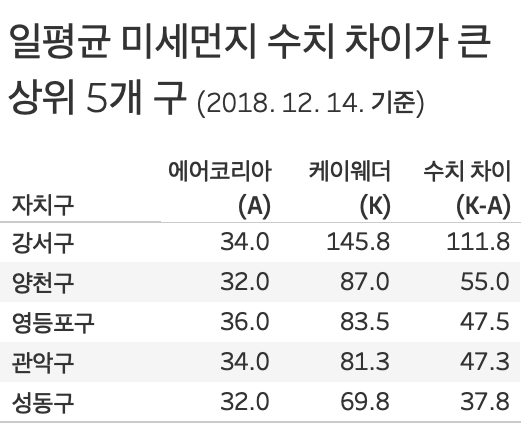 일평균 미세먼지 수치 차이가 큰
상위 5개 구 (2018. 12. 14. 기준)
에어코리아 케이웨더 수치 차이
자치구 (A) (K) (K-A)
강서구 34.0 145.8 111.8
양천구 32.0 87.0 55.0
영등포구 36.0 83.5 47.5
관악구 34.0 81.3 47.3
성동구 32.0 69.8 37.8